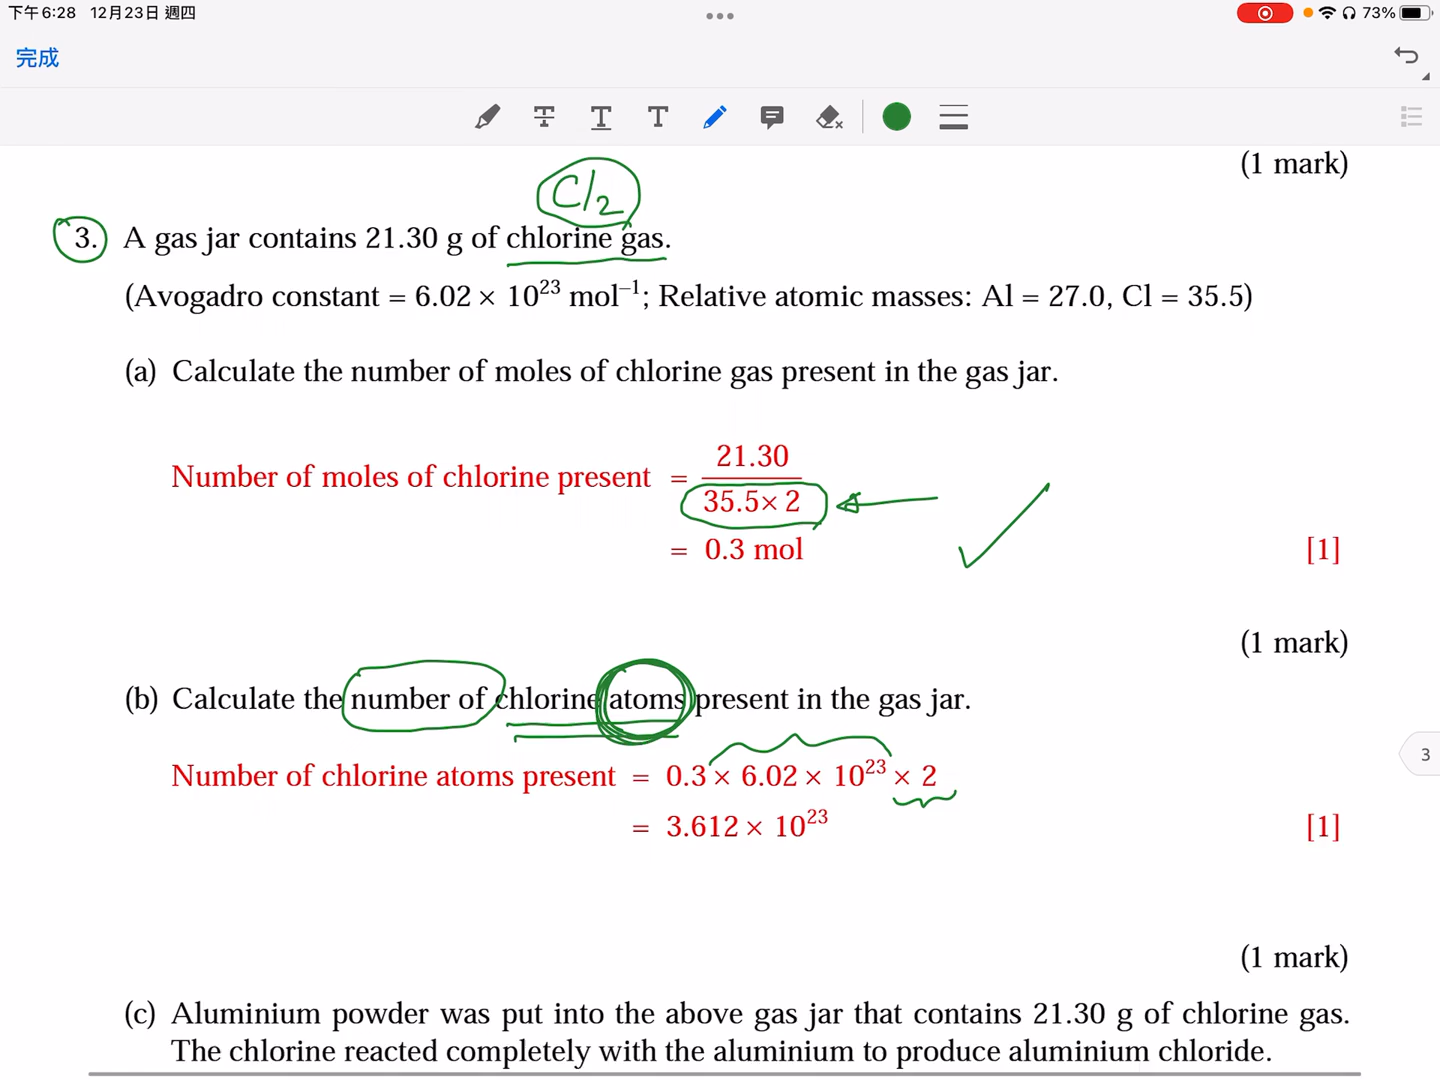 下午6:28 12月23日 週四
73%
完成
(1 mark)
Cl2
3. A gas jar contains 21.30 g of chlorine gas.
(Avogadro constant = 6.02 × 10²³ mol⁻¹; Relative atomic masses: Al = 27.0, Cl = 35.5)
(a) Calculate the number of moles of chlorine gas present in the gas jar.
Number of moles of chlorine present = 21.30
35.5 × 2
= 0.3 mol [1]
(1 mark)
(b) Calculate the number of chlorine atoms present in the gas jar.
Number of chlorine atoms present = 0.3 × 6.02 × 10²³ × 2
3
= 3.612 × 10²³ [1]
(1 mark)
(c) Aluminium powder was put into the above gas jar that contains 21.30 g of chlorine gas.
The chlorine reacted completely with the aluminium to produce aluminium chloride.